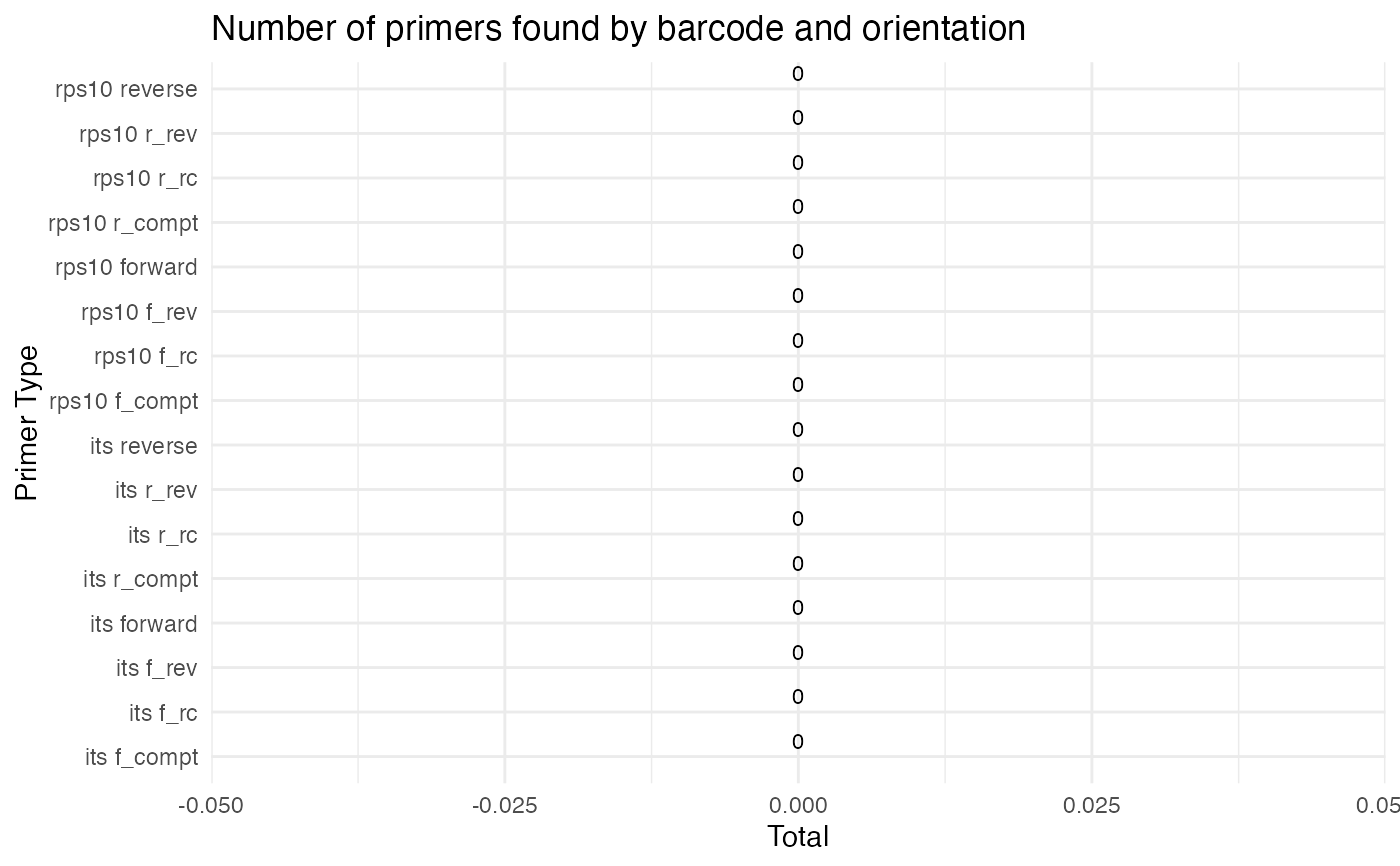 Number of primers found by barcode and orientation
Primer Type
rps10 reverse 0
rps10 r_rev 0
rps10 r_rc 0
rps10 r_compt 0
rps10 forward 0
rps10 f_rev 0
rps10 f_rc 0
rps10 f_compt 0
its reverse 0
its r_rev 0
its r_rc 0
its r_compt 0
its forward 0
its f_rev 0
its f_rc 0
its f_compt 0
-0.050 -0.025 0.000 0.025 0.05
Total